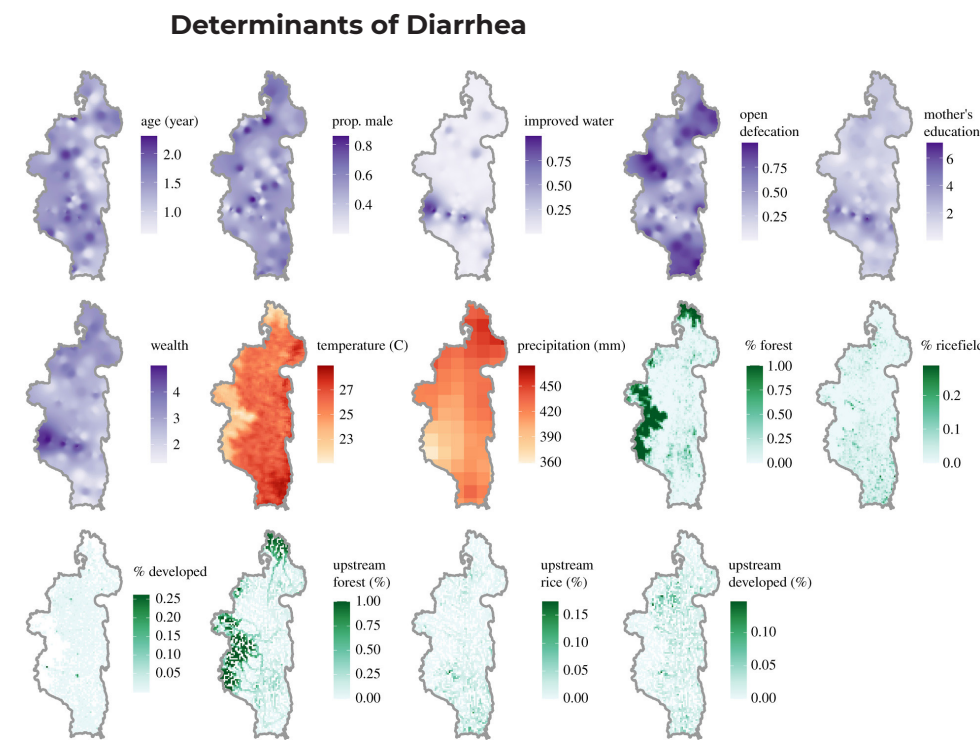 Determinants of Diarrhea
age (year)
2.0
1.5
1.0
prop. male
0.8
0.6
0.4
improved water
0.75
0.50
0.25
open
defecation
0.75
0.50
0.25
mother's
education
6
4
2
wealth
4
3
2
temperature (C)
27
25
23
precipitation (mm)
450
420
390
360
% forest
1.00
0.75
0.50
0.25
0.00
% ricefield
0.2
0.1
0.0
% developed
0.25
0.20
0.15
0.10
0.05
upstream
forest (%)
1.00
0.75
0.50
0.25
0.00
upstream
rice (%)
0.15
0.10
0.05
0.00
upstream
developed (%)
0.10
0.05
0.00